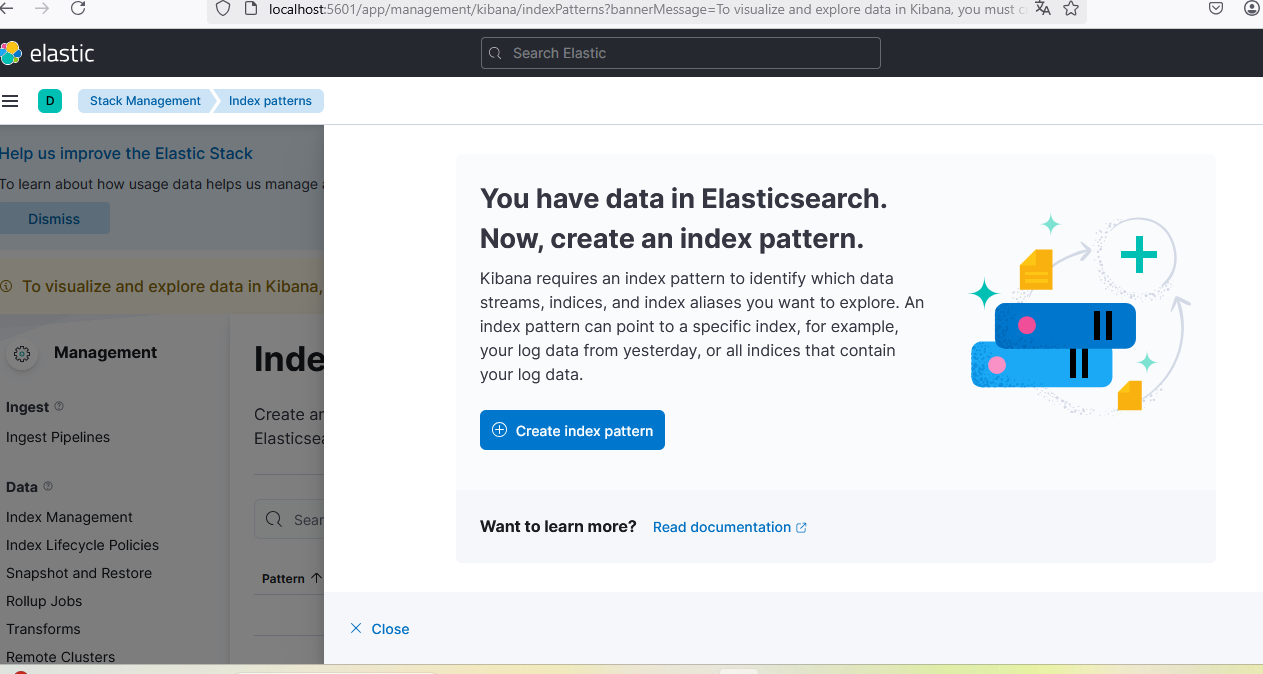 localhost:5601/app/management/kibana/indexPatterns?bannerMessage=To visualize and explore data in Kibana, you must c
elastic
Search Elastic
D
Stack Management
Index patterns
Help us improve the Elastic Stack
To learn about how usage data helps us manage
Dismiss
To visualize and explore data in Kibana,
Management
Ingest
Ingest Pipelines
Data
Index Management
Index Lifecycle Policies
Snapshot and Restore
Rollup Jobs
Transforms
Remote Clusters
Inde
Create an
Elasticsea
Sear
Pattern
You have data in Elasticsearch.
Now, create an index pattern.
Kibana requires an index pattern to identify which data
streams, indices, and index aliases you want to explore. An
index pattern can point to a specific index, for example,
your log data from yesterday, or all indices that contain
your log data.
Create index pattern
Want to learn more?
Read documentation
Close